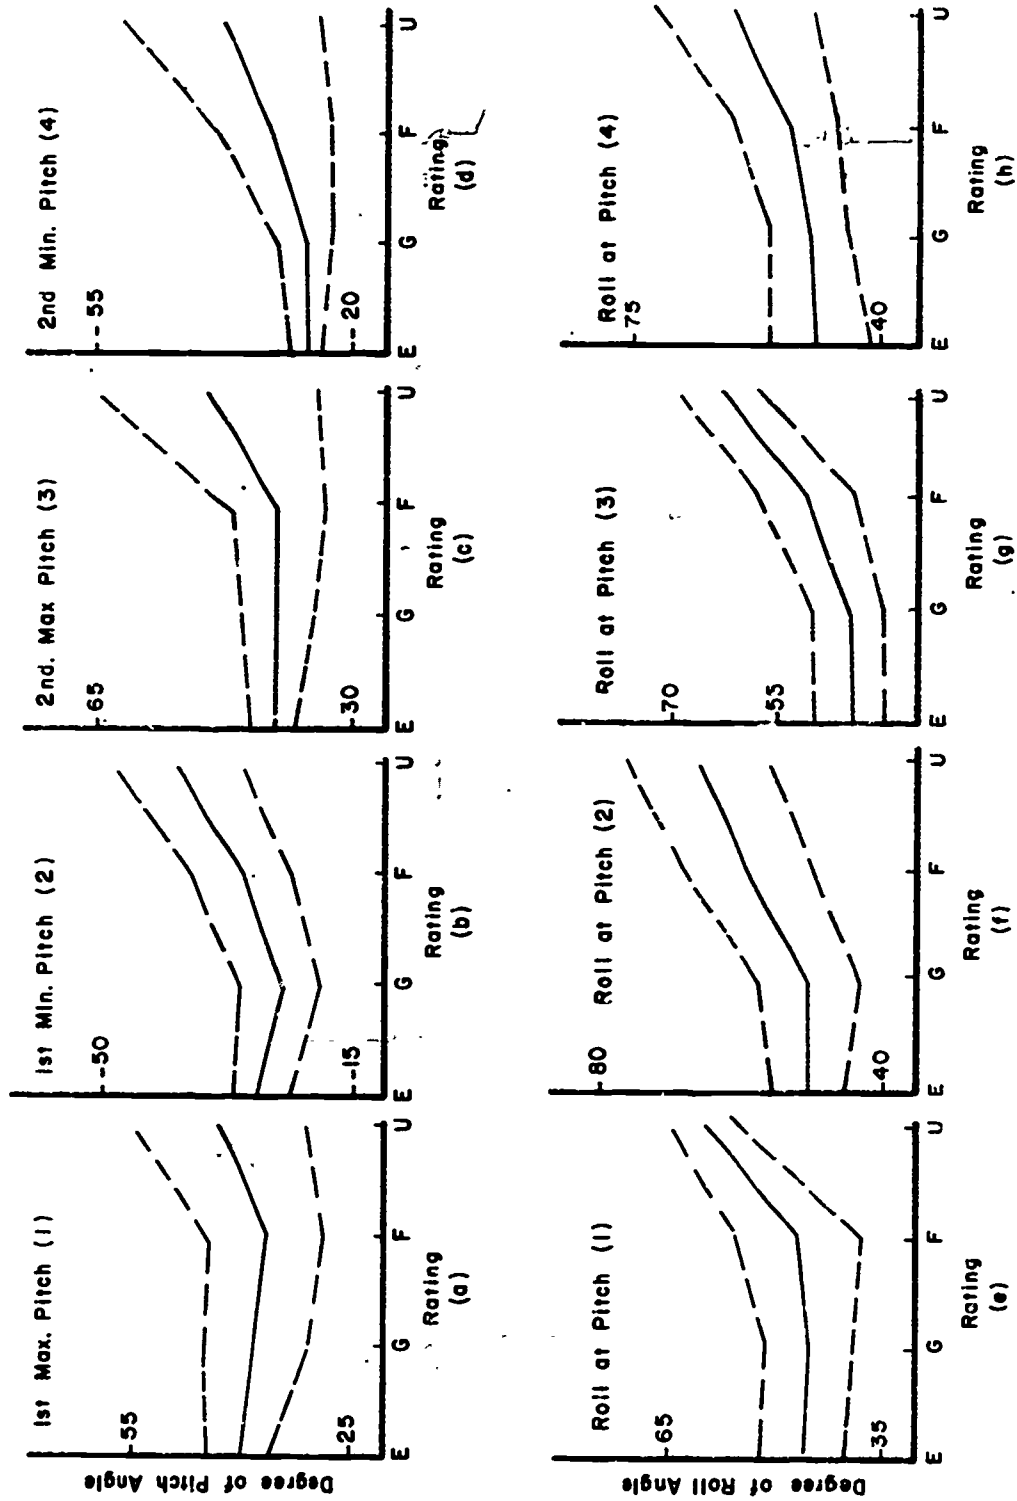 Degree of Pitch Angle
1st Max. Pitch (1)
55
25
E G F U
Rating
(a)
1st Min. Pitch (2)
-50
-15
E G F U
Rating
(b)
2nd. Max Pitch (3)
65
30
E G F U
Rating
(c)
2nd Min. Pitch (4)
-55
-20
E G F U
Rating
(d)
Degree of Roll Angle
Roll at Pitch (1)
65
35
E G F U
Rating
(e)
Roll at Pitch (2)
80
40
E G F U
Rating
(f)
Roll at Pitch (3)
70
55
E G F U
Rating
(g)
Roll at Pitch (4)
75
40
E G F U
Rating
(h)